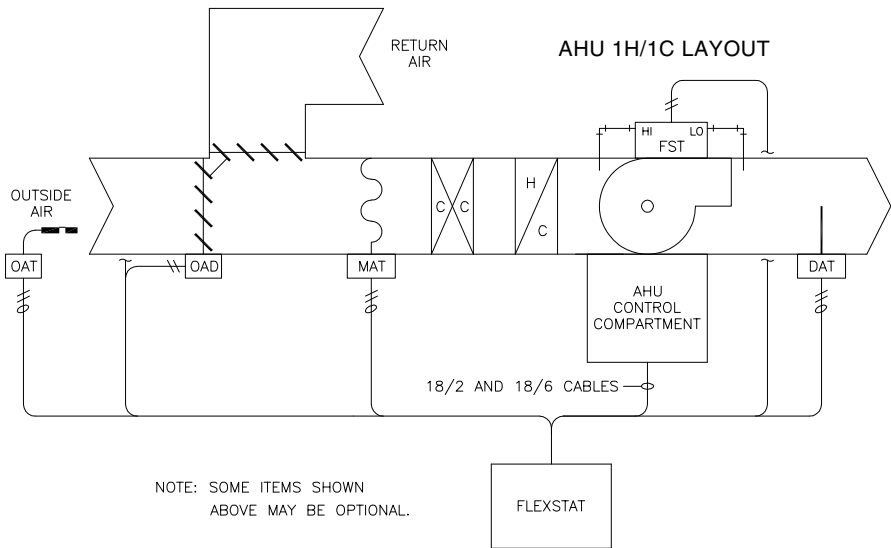 AHU 1H/1C LAYOUT
RETURN
AIR
HI LO
FST
OUTSIDE
AIR
H
C C
C
OAT
OAD
MAT
DAT
AHU
CONTROL
COMPARTMENT
18/2 AND 18/6 CABLES
NOTE: SOME ITEMS SHOWN
ABOVE MAY BE OPTIONAL.
FLEXSTAT